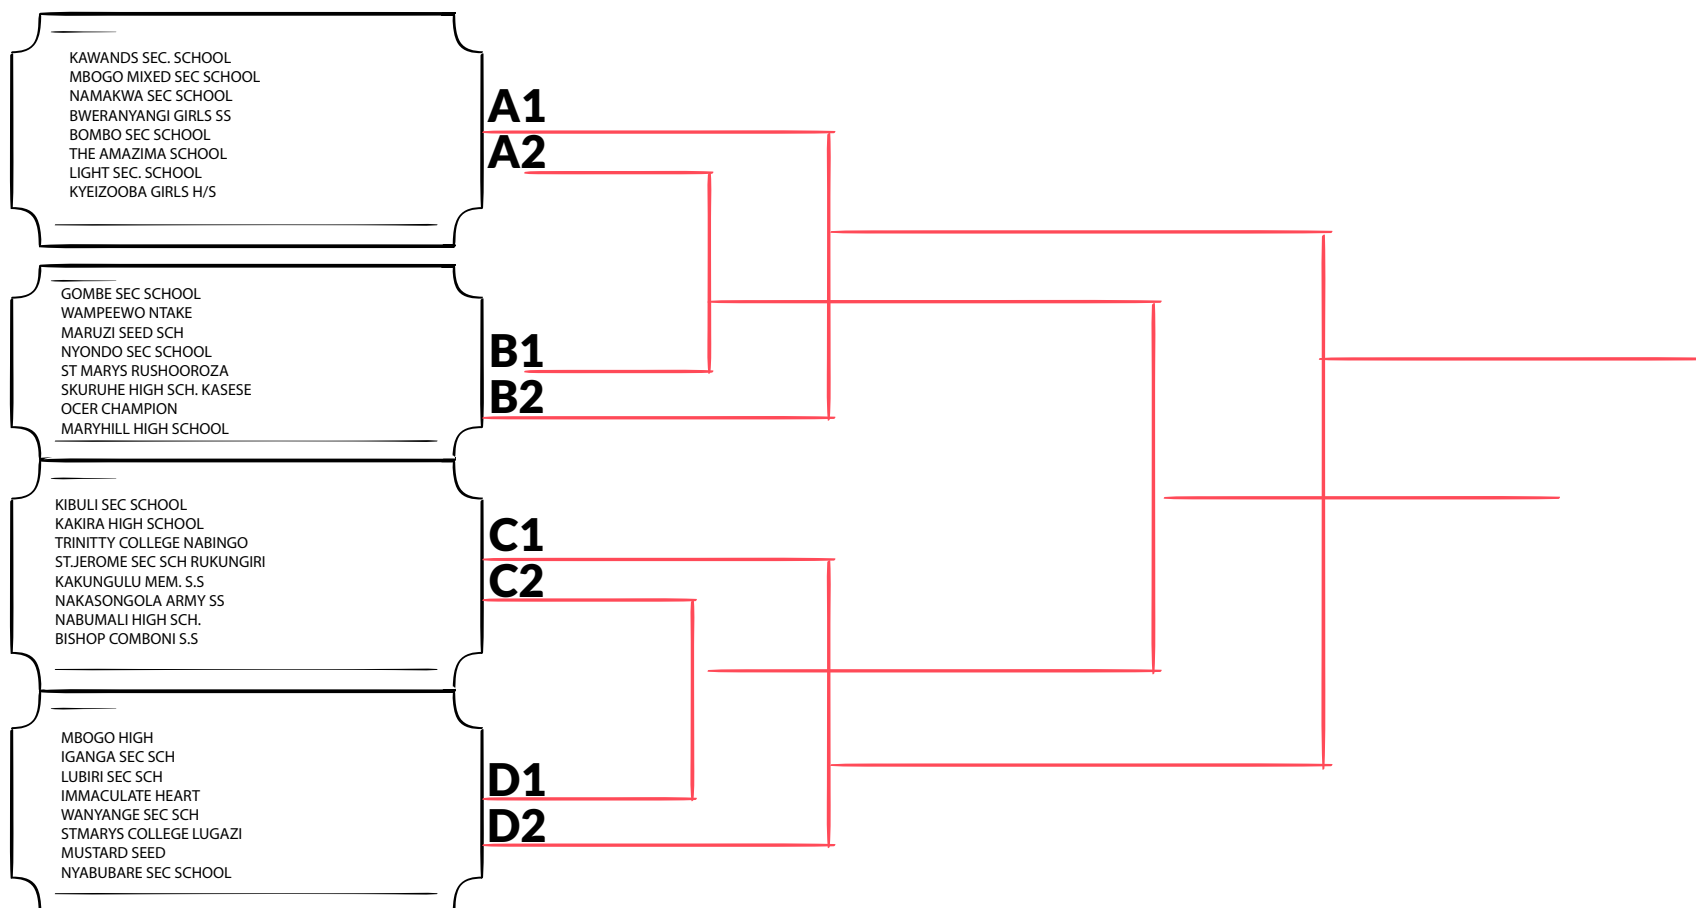 KAWANDS SEC. SCHOOL
MBOGO MIXED SEC SCHOOL
NAMAKWA SEC SCHOOL
BWERANYANGI GIRLS SS
BOMBO SEC SCHOOL
THE AMAZIMA SCHOOL
LIGHT SEC. SCHOOL
KYEIZOOBA GIRLS H/S
A1
A2
GOMBE SEC SCHOOL
WAMPEEWO NTAKE
MARUZI SEED SCH
NYONDO SEC SCHOOL
ST MARYS RUSHOOROZA
SKURUHE HIGH SCH. KASESE
OCER CHAMPION
MARYHILL HIGH SCHOOL
B1
B2
KIBULI SEC SCHOOL
KAKIRA HIGH SCHOOL
TRINITTY COLLEGE NABINGO
ST.JEROME SEC SCH RUKUNGIRI
KAKUNGULU MEM. S.S
NAKASONGOLA ARMY SS
NABUMALI HIGH SCH.
BISHOP COMBONI S.S
C1
C2
MBOGO HIGH
IGANGA SEC SCH
LUBIRI SEC SCH
IMMACULATE HEART
WANYANGE SEC SCH
STMARYS COLLEGE LUGAZI
MUSTARD SEED
NYABUBARE SEC SCHOOL
D1
D2